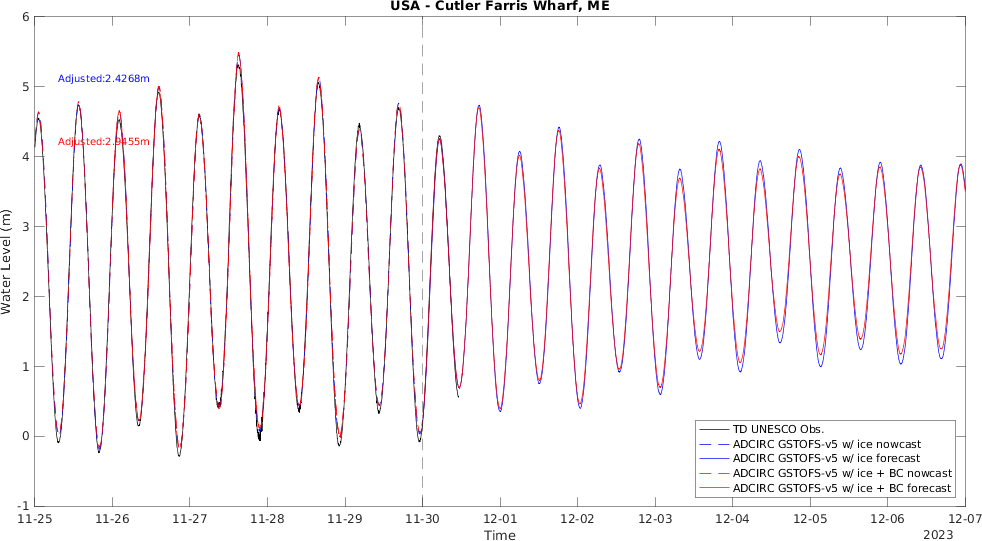 USA - Cutler Farris Wharf, ME
6
5
4
3
2
1
0
-1
Water Level (m)
Adjusted:2.4268m
Adjusted:2.9455m
TD UNESCO Obs.
ADCIRC GSTOFS-v5 w/ ice nowcast
ADCIRC GSTOFS-v5 w/ ice forecast
ADCIRC GSTOFS-v5 w/ ice + BC nowcast
ADCIRC GSTOFS-v5 w/ ice + BC forecast
11-25 11-26 11-27 11-28 11-29 11-30 12-01 12-02 12-03 12-04 12-05 12-06 12-07
Time
2023